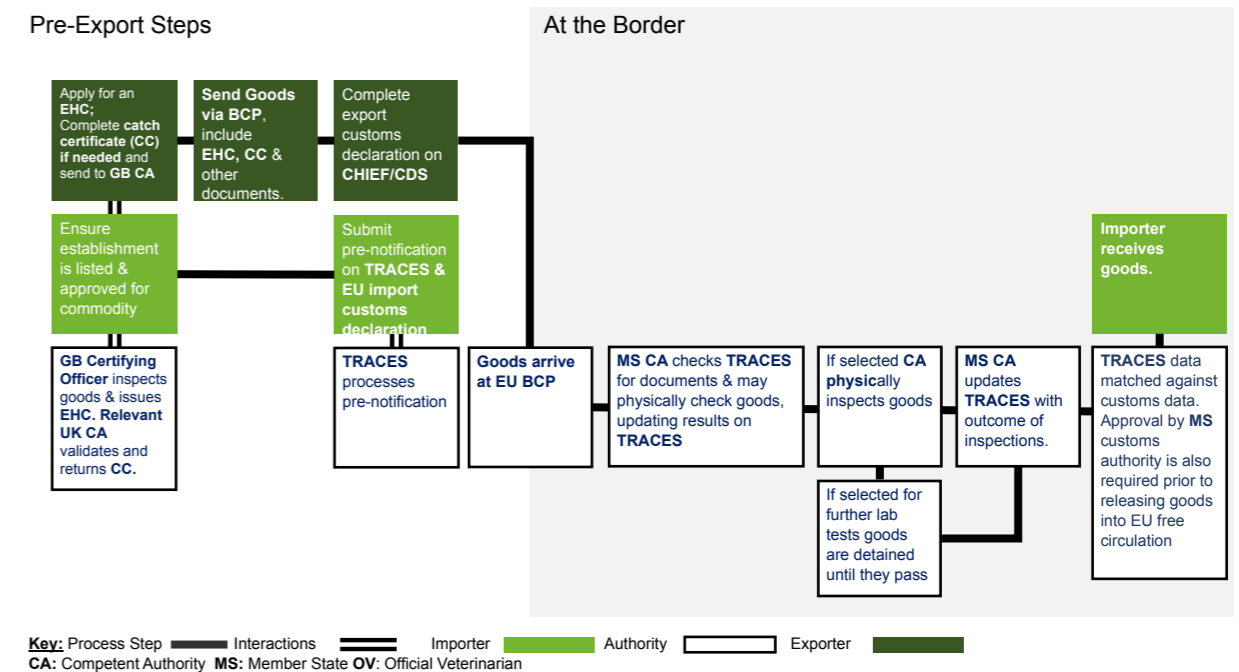 Pre-Export Steps
At the Border
Apply for an
EHC;
Complete catch
certificate (CC)
if needed and
send to GB CA
Send Goods
via BCP,
include
EHC, CC &
other
documents.
Complete
export
customs
declaration on
CHIEF/CDS
Ensure
establishment
is listed &
approved for
commodity
Submit
pre-notification
on TRACES &
EU import
customs
declaration
Importer
receives
goods.
GB Certifying
Officer inspects
goods & issues
EHC. Relevant
UK CA
validates and
returns CC.
TRACES
processes
pre-notification
Goods arrive
at EU BCP
MS CA checks TRACES
for documents & may
physically check goods,
updating results on
TRACES
If selected CA
physically
inspects goods
MS CA
updates
TRACES with
outcome of
inspections.
TRACES data
matched against
customs data.
Approval by MS
customs
authority is also
required prior to
releasing goods
into EU free
circulation
If selected for
further lab
tests goods
are detained
until they pass
Key: Process Step Interactions Importer Authority Exporter
CA: Competent Authority MS: Member State OV: Official Veterinarian